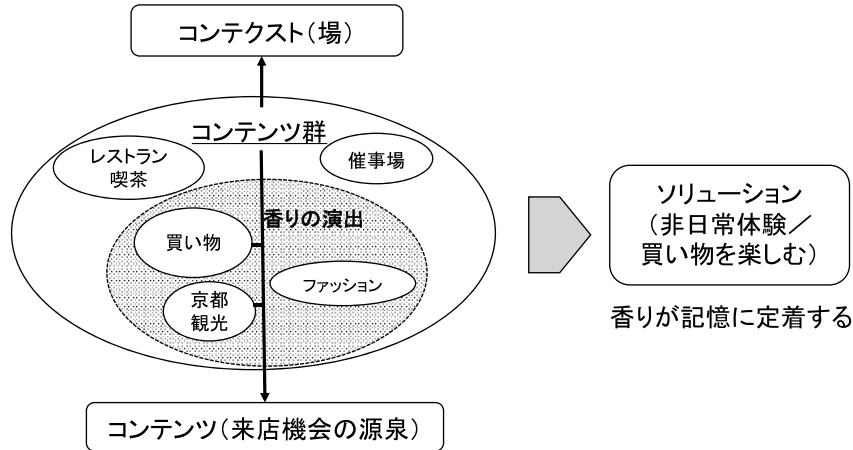 コンテクスト（場）
コンテンツ群
レストラン
喫茶
催事場
香りの演出
買い物
ファッション
京都
観光
コンテンツ（来店機会の源泉）
ソリューション
（非日常体験／
買い物を楽しむ）
香りが記憶に定着する